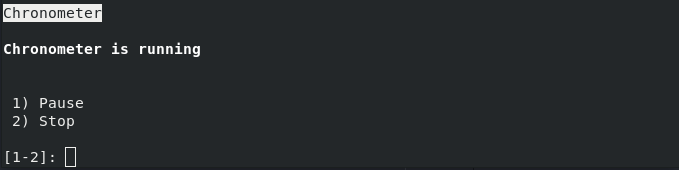 Chronometer
Chronometer is running
1) Pause
2) Stop
[1-2]: